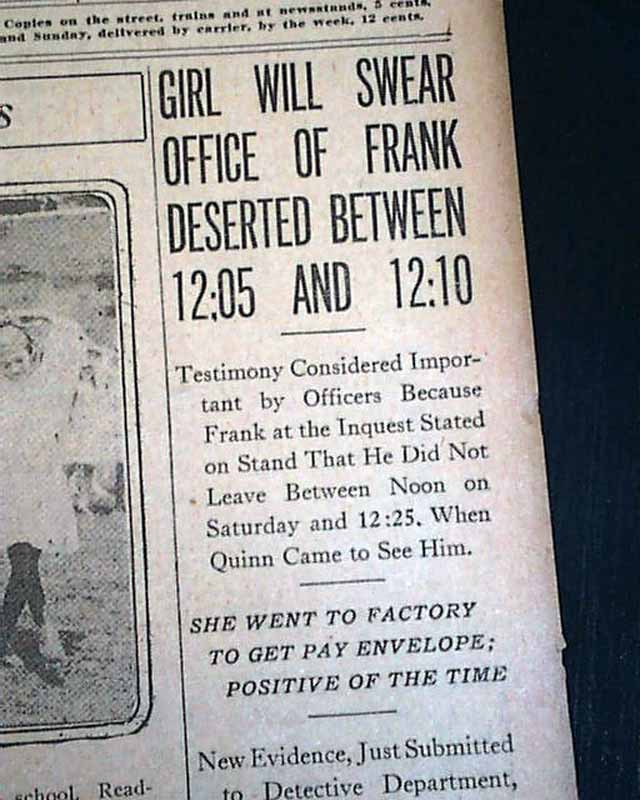 Copies on the street, trains and at newsstands, 5 cents,
and Sunday, delivered by carrier, by the week, 12 cents.
S
GIRL WILL SWEAR
OFFICE OF FRANK
DESERTED BETWEEN
12:05 AND 12:10
Testimony Considered Impor-
tant by Officers Because
Frank at the Inquest Stated
on Stand That He Did Not
Leave Between Noon on
Saturday and 12:25. When
Quinn Came to See Him.
SHE WENT TO FACTORY
TO GET PAY ENVELOPE;
POSITIVE OF THE TIME
New Evidence, Just Submitted
to Detective Department,
school. Read-